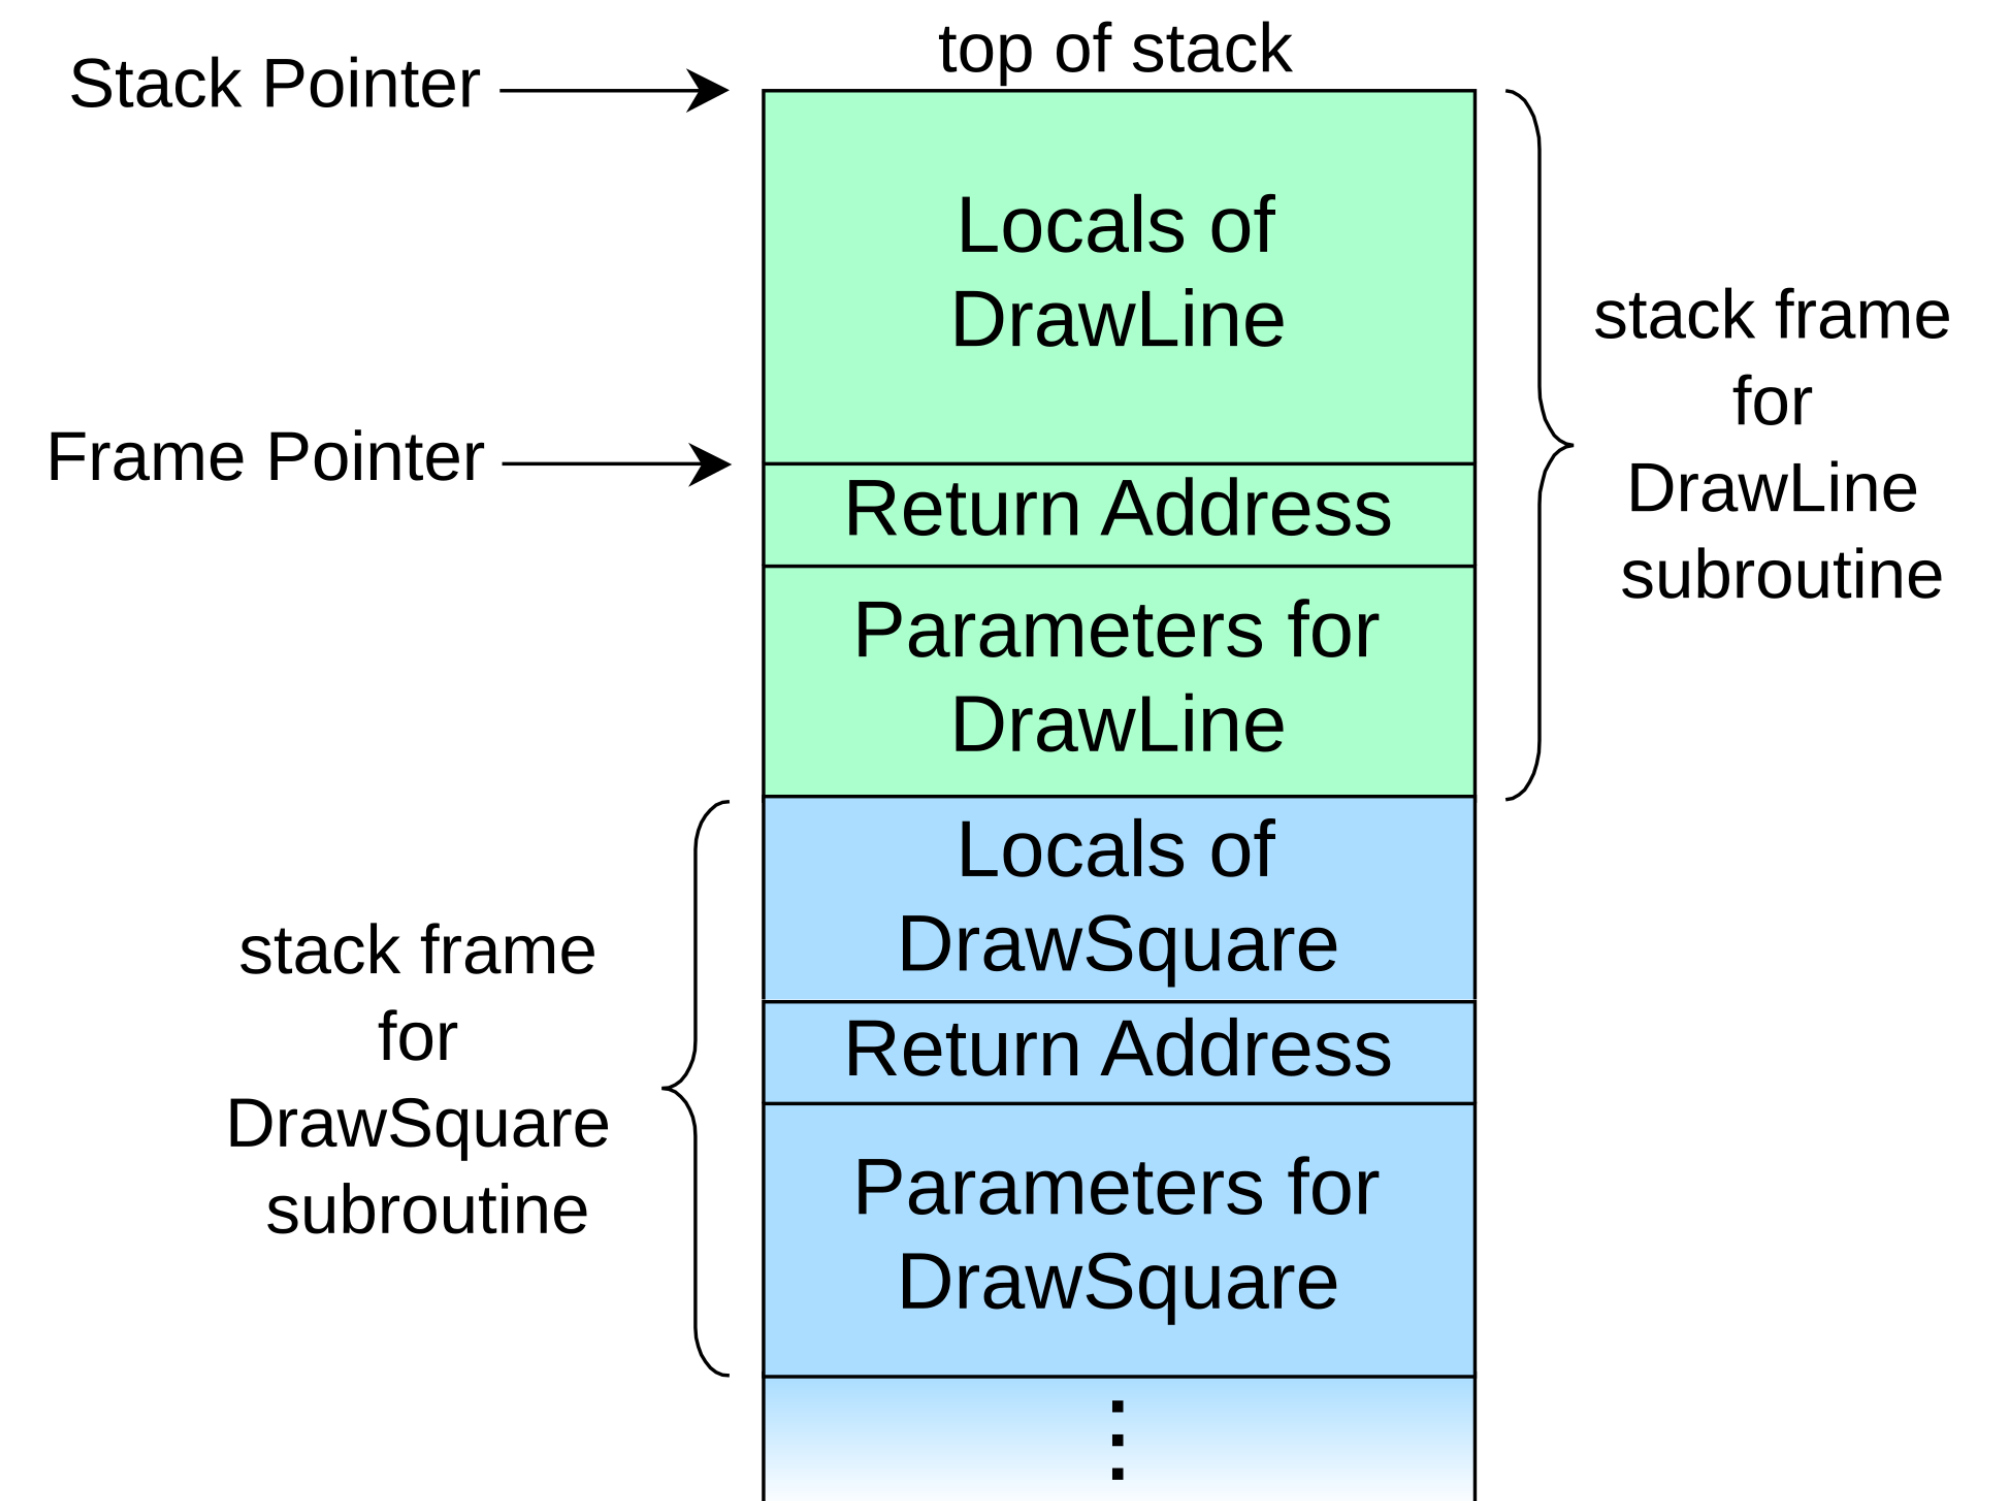 top of stack
Stack Pointer
Locals of
DrawLine
Frame Pointer
Return Address
Parameters for
DrawLine
stack frame
for
DrawLine
subroutine
Locals of
DrawSquare
Return Address
Parameters for
DrawSquare
stack frame
for
DrawSquare
subroutine
⋮